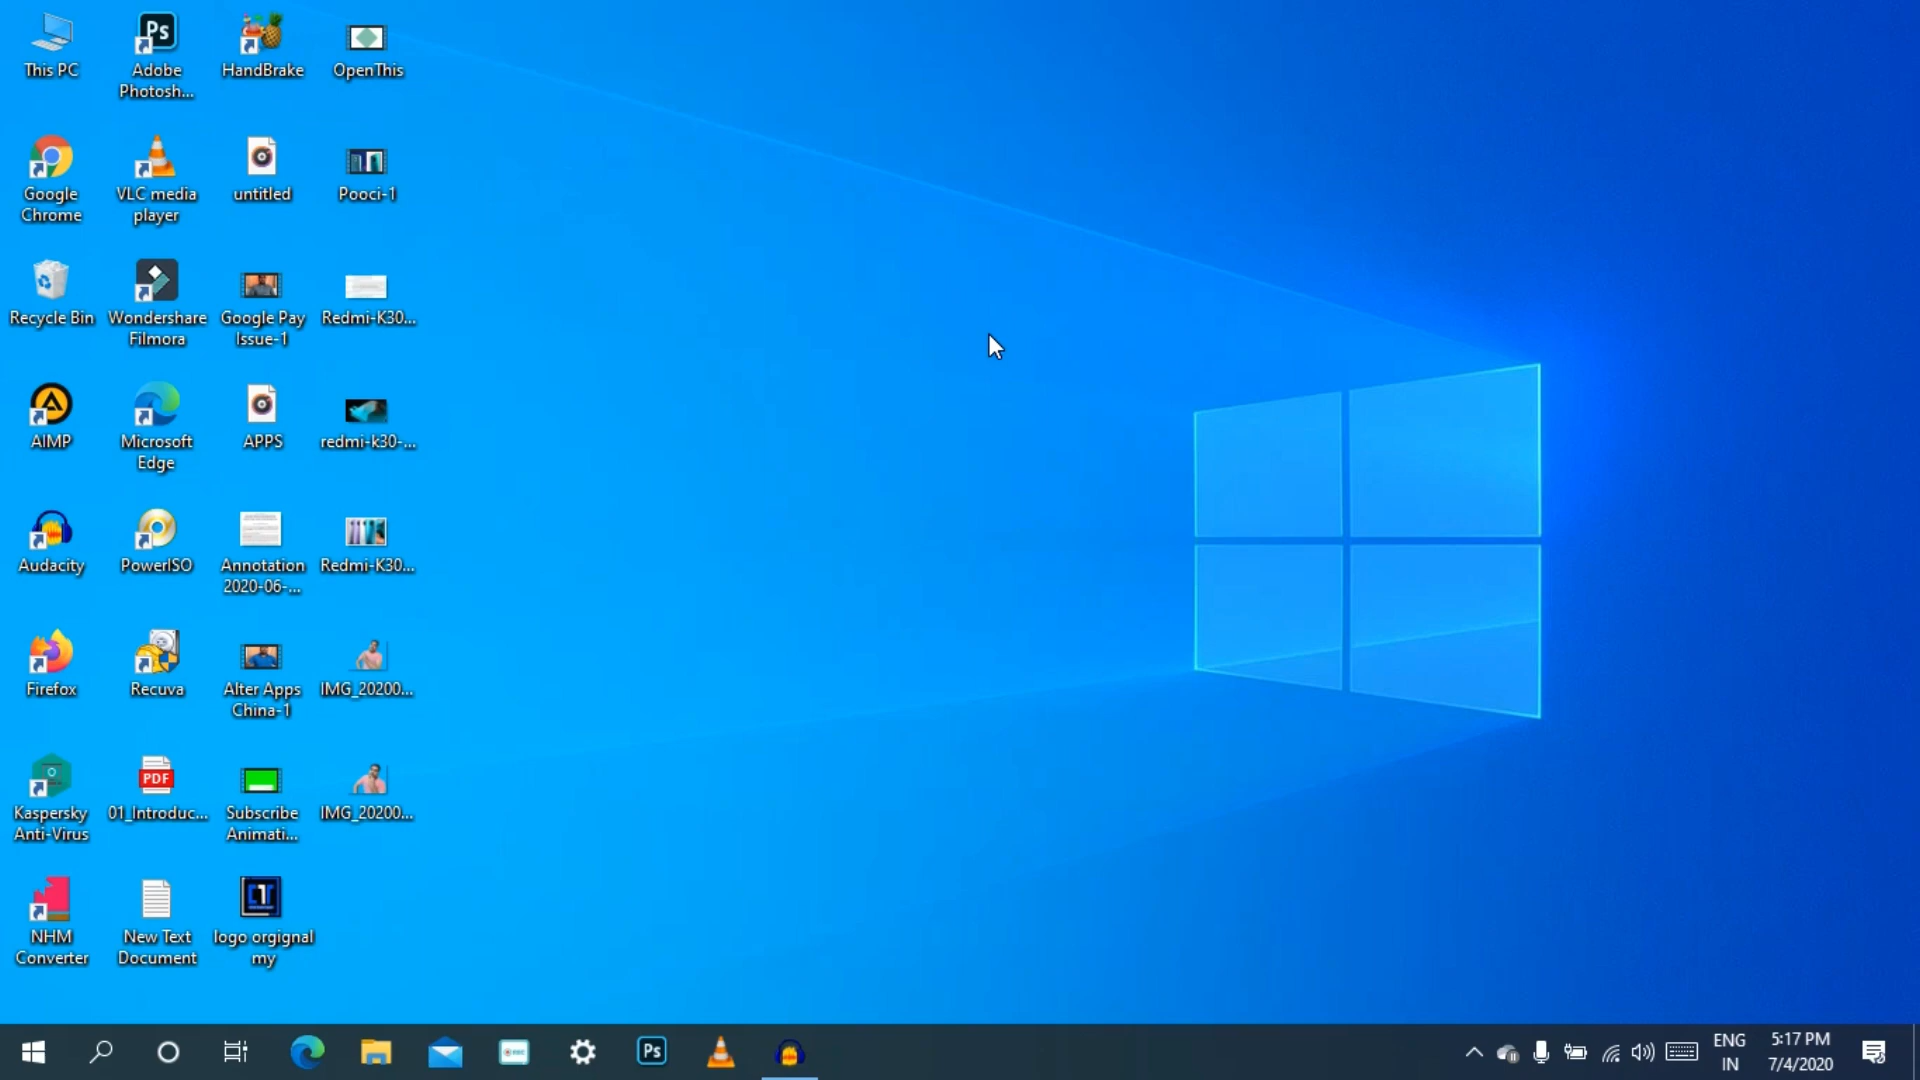 This PC
Adobe
Photosh...
HandBrake
OpenThis
Google
Chrome
VLC media
player
untitled
Pooci-1
Recycle Bin
Wondershare
Filmora
Google Pay
Issue-1
Redmi-K30...
AIMP
Microsoft
Edge
APPS
redmi-k30-...
Audacity
PowerISO
Annotation
2020-06-...
Redmi-K30...
Firefox
Recuva
Alter Apps
China-1
IMG_20200...
Kaspersky
Anti-Virus
PDF
01_Introduc...
Subscribe
Animati...
IMG_20200...
NHM
Converter
New Text
Document
logo orgignal
my
Ps
Ps
ENG
IN
5:17 PM
7/4/2020